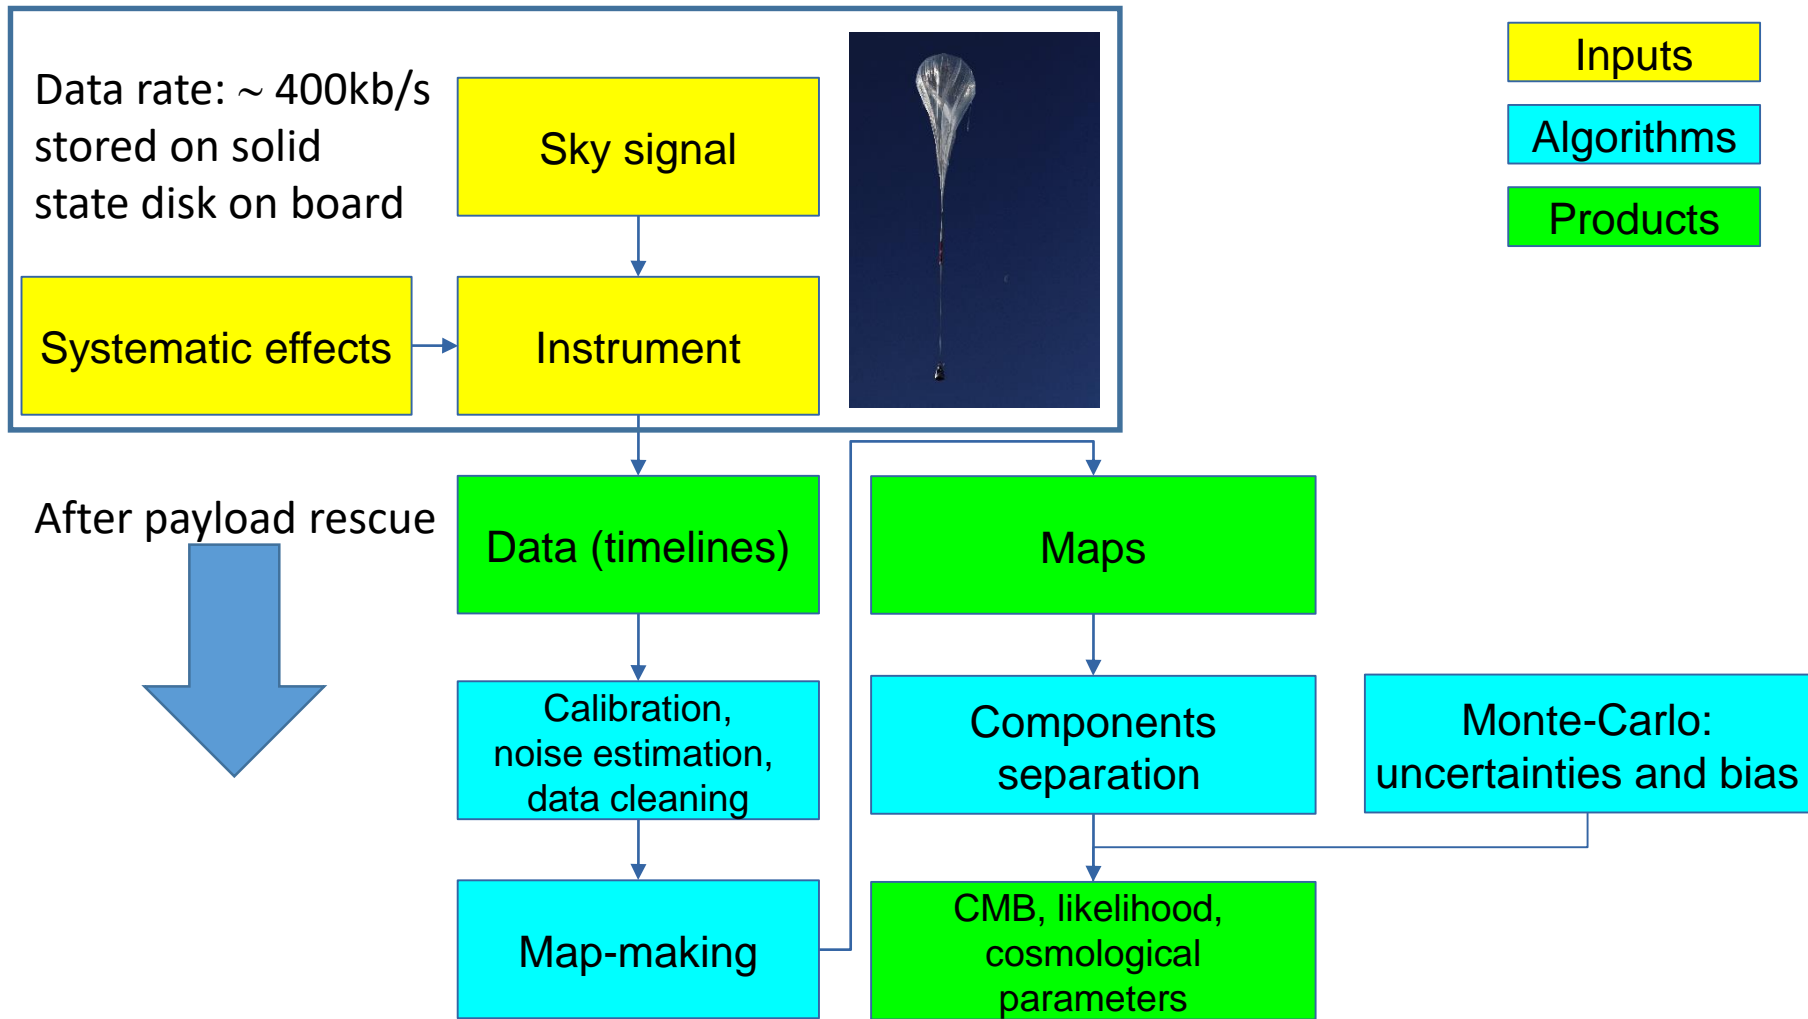 Data rate: ~ 400kb/s
stored on solid
state disk on board
Sky signal
Systematic effects
Instrument
Inputs
Algorithms
Products
After payload rescue
Data (timelines)
Maps
Calibration,
noise estimation,
data cleaning
Components
separation
Monte-Carlo:
uncertainties and bias
Map-making
CMB, likelihood,
cosmological
parameters